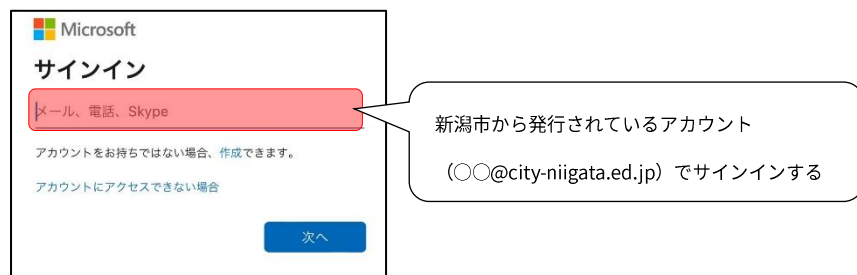 Microsoft
サインイン
メール、電話、Skype
アカウントをお持ちではない場合、作成できます。
アカウントにアクセスできない場合
次へ
新潟市から発行されているアカウント
（○○@city-niigata.ed.jp）でサインインする